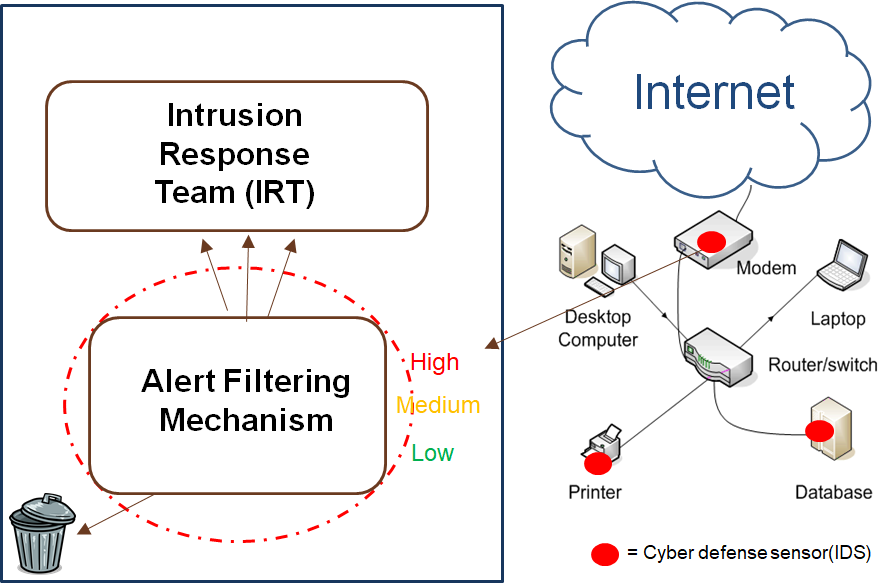 Intrusion
Response
Team (IRT)
Alert Filtering
Mechanism
High
Medium
Low
Internet
Modem
Desktop
Computer
Laptop
Router/switch
Printer
Database
= Cyber defense sensor(IDS)